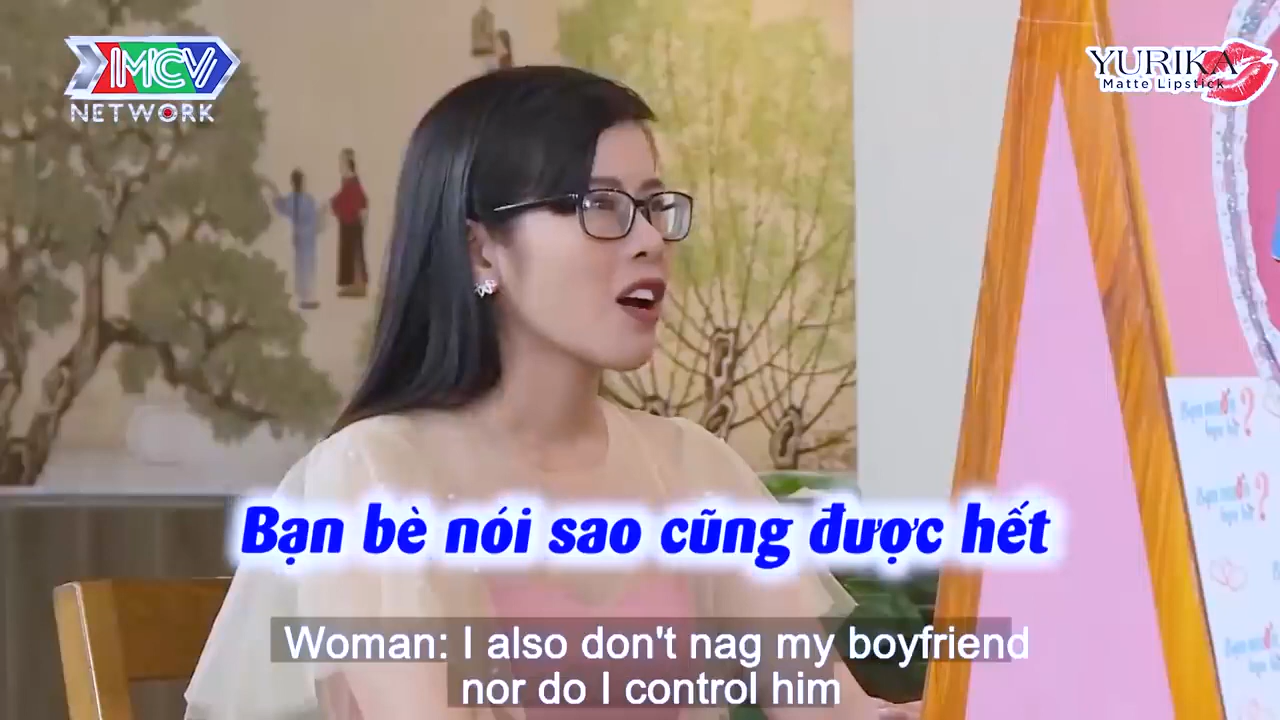 MCV
NETWORK
YURIKA
Matte Lipstick
Bạn bè nói sao cũng được hết
Woman: I also don't nag my boyfriend
nor do I control him